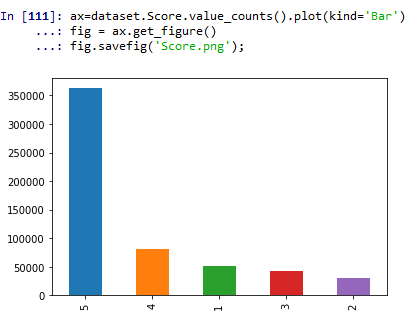 In [111]: ax=dataset.Score.value_counts().plot(kind='Bar')
...: fig = ax.get_figure()
...: fig.savefig('Score.png');
350000
300000
250000
200000
150000
100000
50000
0
5 4 1 3 2